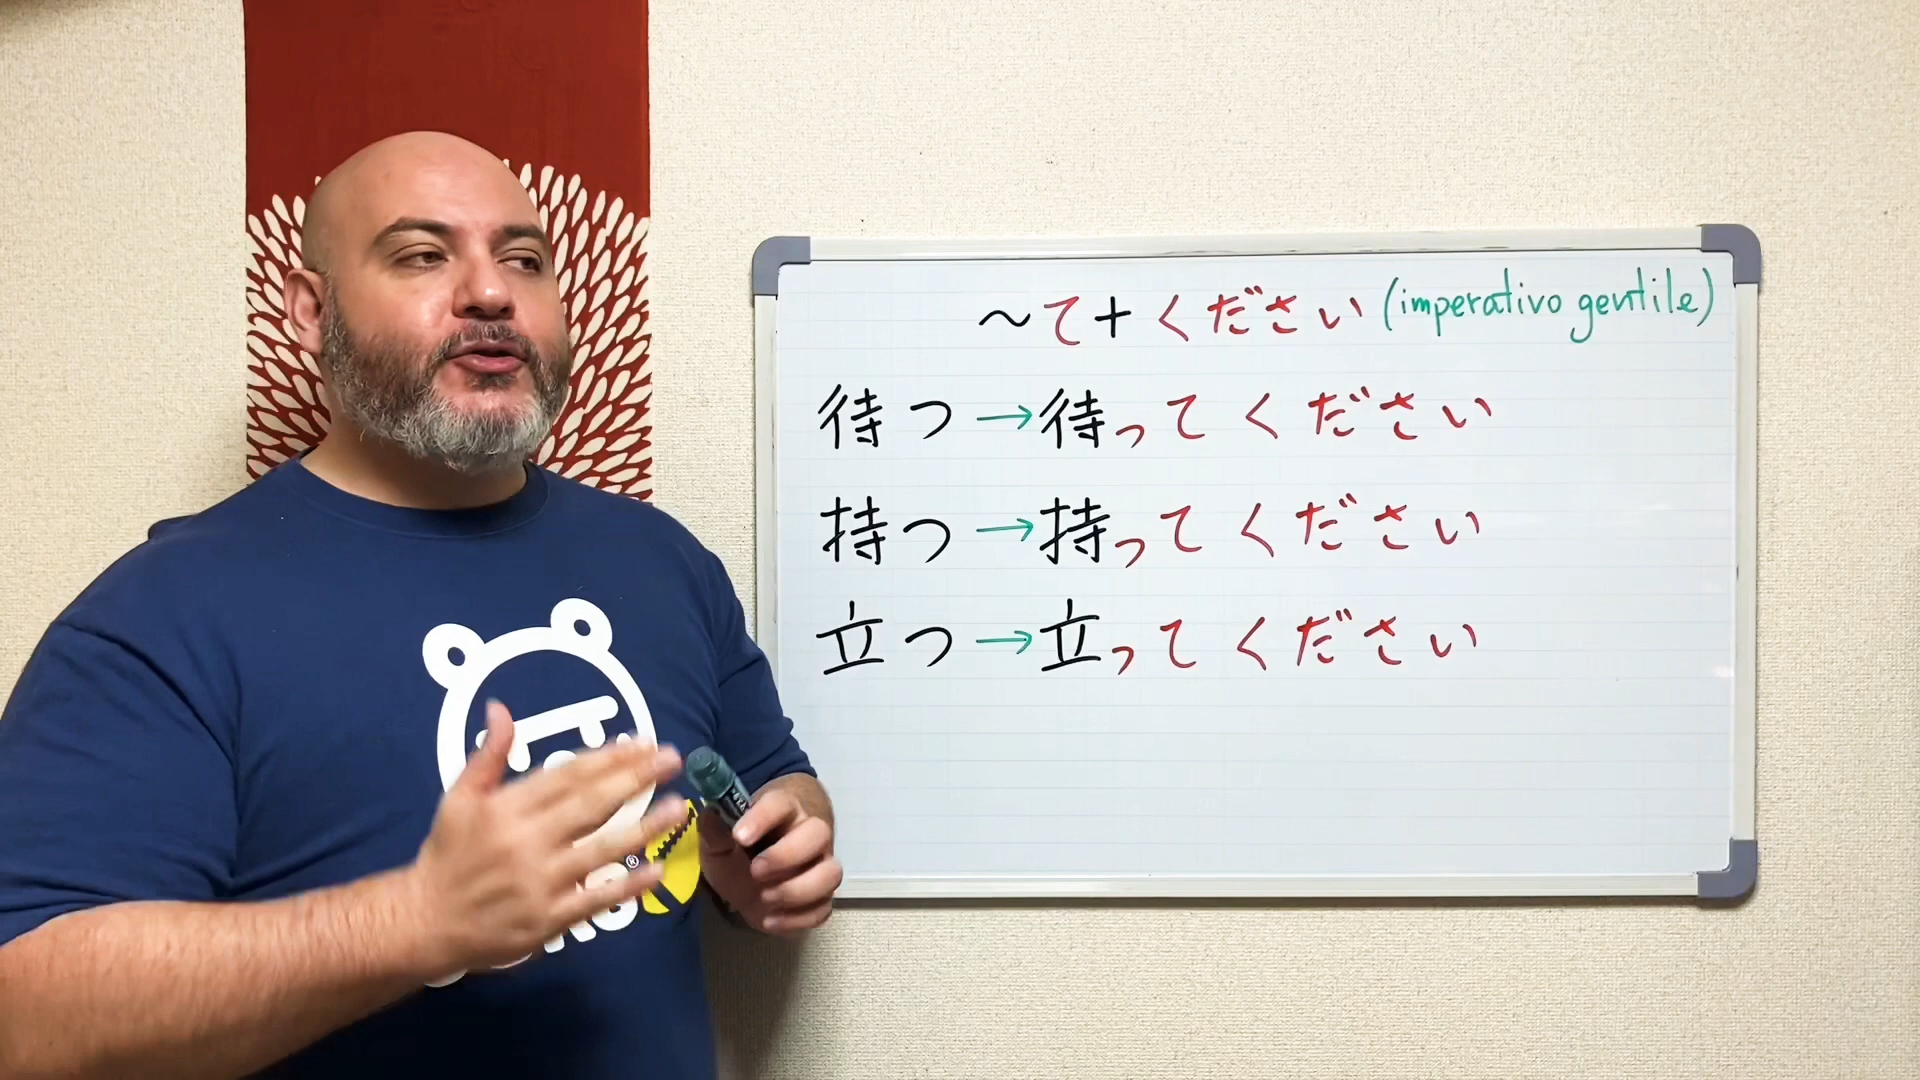 ～て+ください (imperativo gentile)
待つ→待ってください
持つ→持ってください
立つ→立ってください